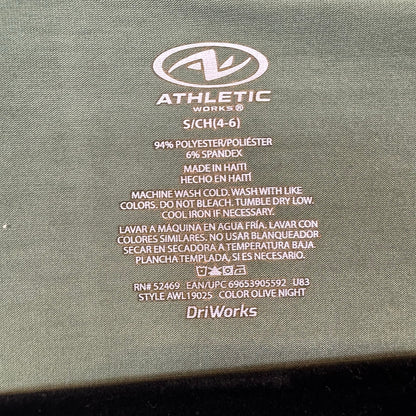 ATHLETIC
WORKS®
S/CH(4-6)
94% POLYESTER/POLIÉSTER
6% SPANDEX
MADE IN HAITI
HECHO EN HAITÍ
MACHINE WASH COLD. WASH WITH LIKE
COLORS. DO NOT BLEACH. TUMBLE DRY LOW.
COOL IRON IF NECESSARY.
LAVAR A MÁQUINA EN AGUA FRÍA. LAVAR CON
COLORES SIMILARES. NO USAR BLANQUEADOR.
SECAR EN SECADORA A TEMPERATURA BAJA.
PLANCHA TEMPLADA, SI ES NECESARIO.
RN# 52469 EAN/UPC 69653905592 IJ83
STYLE AWL19025 COLOR OLIVE NIGHT
DriWorks